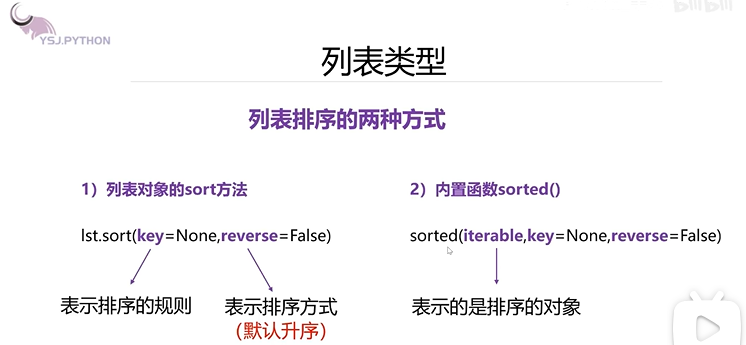 YSJ.PYTHON
bilibili
列表类型
列表排序的两种方式
1）列表对象的sort方法
lst.sort(key=None,reverse=False)
表示排序的规则
表示排序方式
（默认升序）
2）内置函数sorted()
sorted(iterable,key=None,reverse=False)
表示的是排序的对象